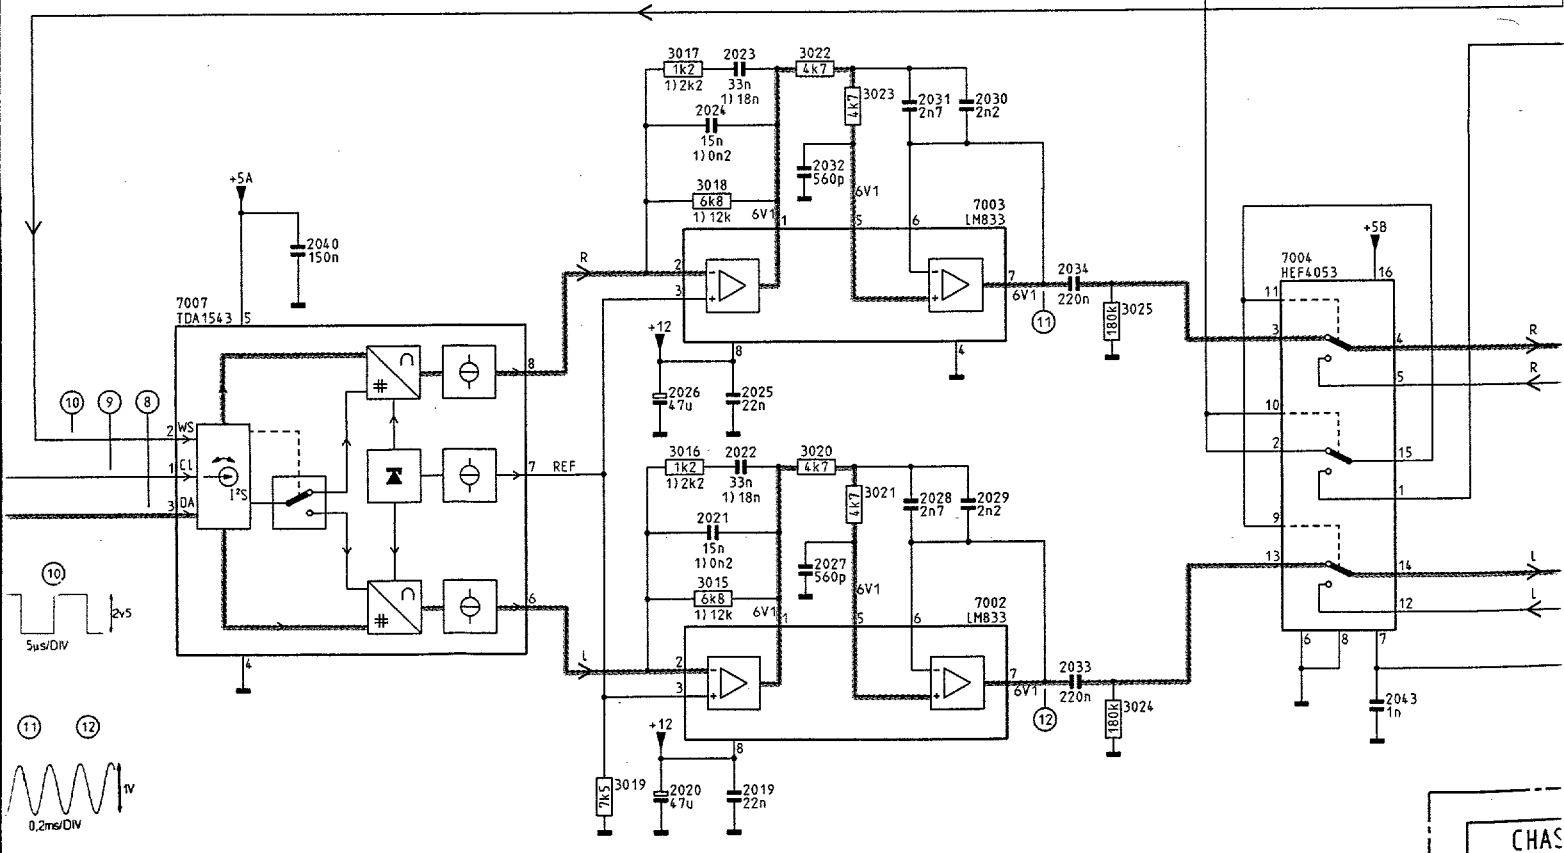 3017
1k2
1)2k2
2023
33n
1)18n
3022
4k7
4k7
3023
2031
2n7
2030
2n2
2024
15n
1)0n2
2032
560p
3018
6k8
1)12k
6V1
6V1
1
5
6
7003
LM833
+5A
2040
150n
R
2
3
-
+
-
+
7
6V1
2034
220n
11
180k
3025
+12
8
4
2026
47u
2025
22n
7007
TDA1543
5
8
#
10
9
8
2
WS
1
Cl
3
DA
I²S
7
REF
#
6
4
l
3016
1k2
1)2k2
2022
33n
1)18n
3020
4k7
4k7
3021
2028
2n7
2029
2n2
2021
15n
1)0n2
2027
560p
3015
6k8
1)12k
6V1
6V1
1
5
6
7002
LM833
2
3
-
+
-
+
7
6V1
2033
220n
12
180k
3024
+12
8
2020
47u
2019
22n
7k5
3019
+5B
7004
HEF4053
16
11
3
4
R
5
R
10
2
15
1
9
13
14
L
12
L
6
8
7
2043
1n
10
2v5
5µs/DIV
11
12
1V
0,2ms/DIV
CHAS